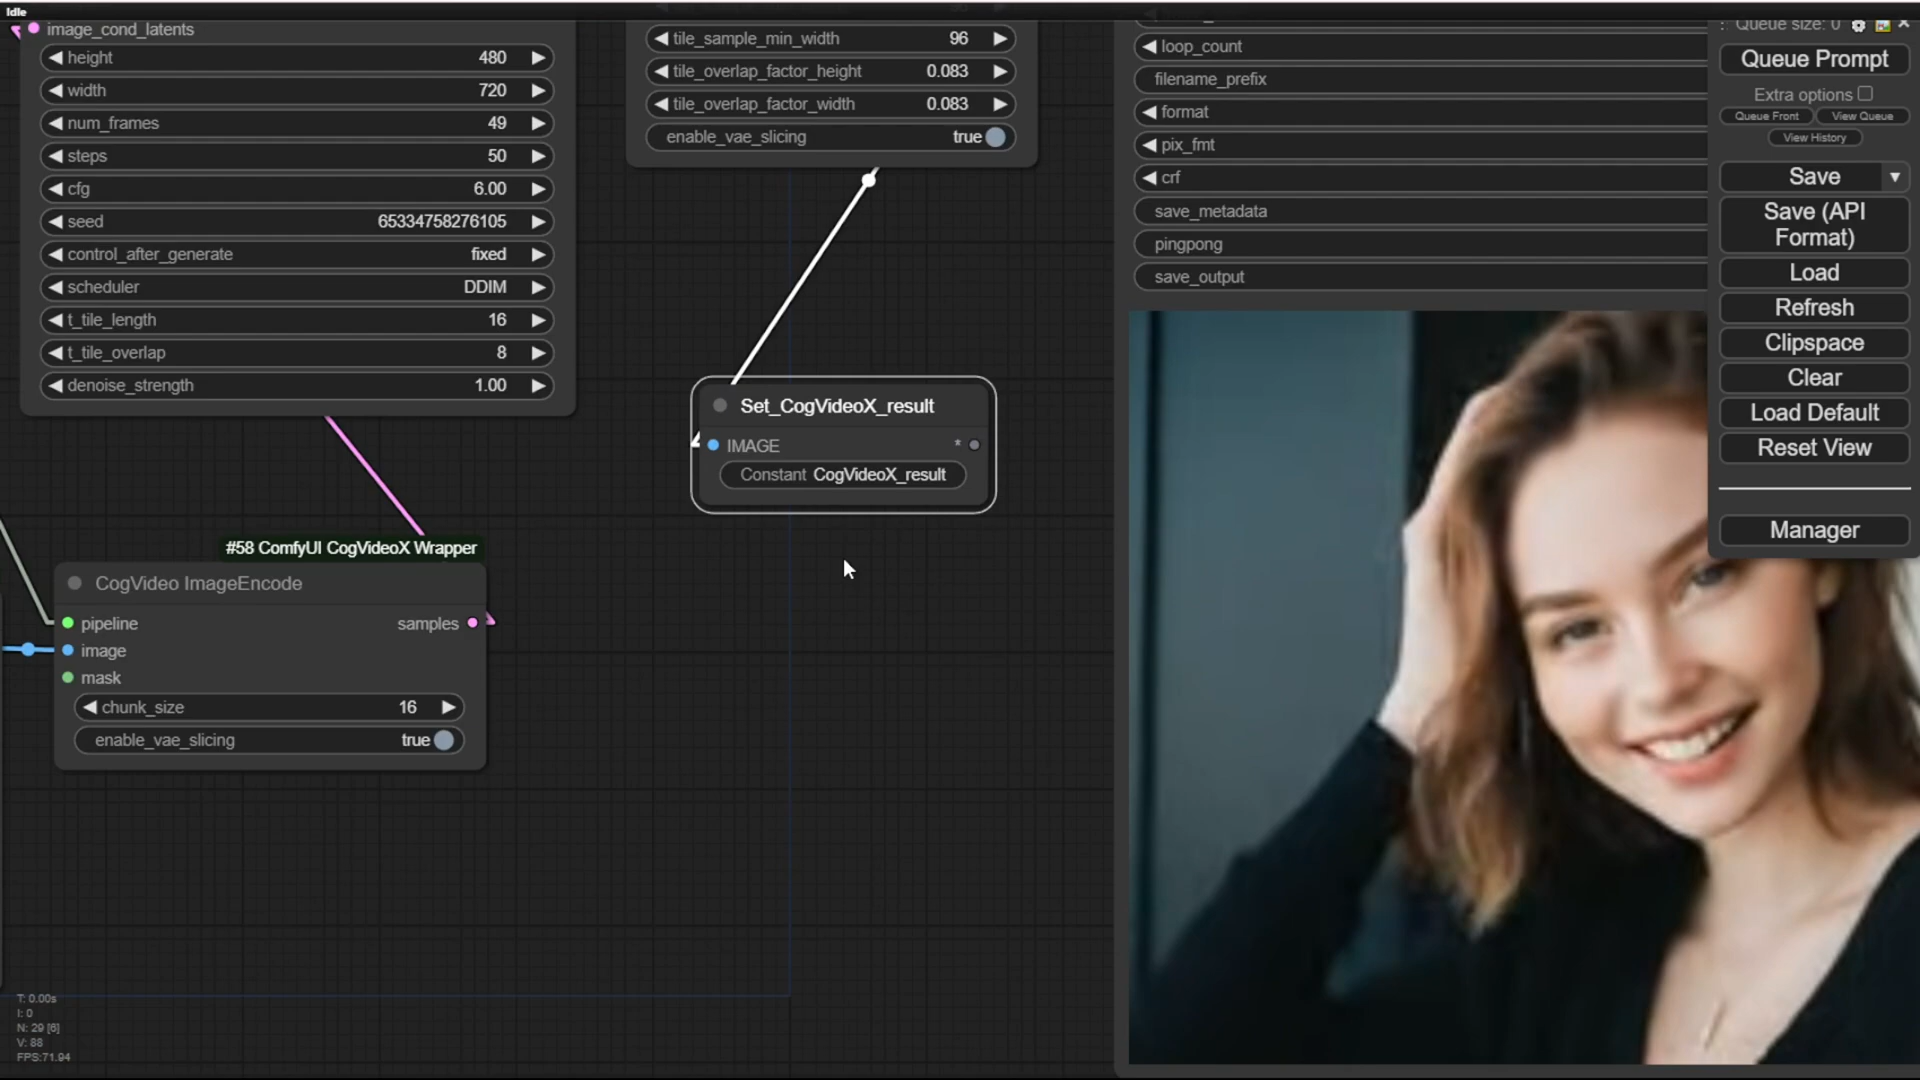 Idle
image_cond_latents
height 480
width 720
num_frames 49
steps 50
cfg 6.00
seed 65334758276105
control_after_generate fixed
scheduler DDIM
t_tile_length 16
t_tile_overlap 8
denoise_strength 1.00
tile_sample_min_width 96
tile_overlap_factor_height 0.083
tile_overlap_factor_width 0.083
enable_vae_slicing true
Set_CogVideoX_result
IMAGE *
Constant CogVideoX_result
#58 ComfyUI CogVideoX Wrapper
CogVideo ImageEncode
pipeline samples
image
mask
chunk_size 16
enable_vae_slicing true
loop_count
filename_prefix
format
pix_fmt
crf
save_metadata
pingpong
save_output
Queue size: 0
Queue Prompt
Extra options
Queue Front View Queue
View History
Save
Save (API
Format)
Load
Refresh
Clipspace
Clear
Load Default
Reset View
Manager
T: 0.00s
I: 0
N: 29 [6]
V: 88
FPS:71.94